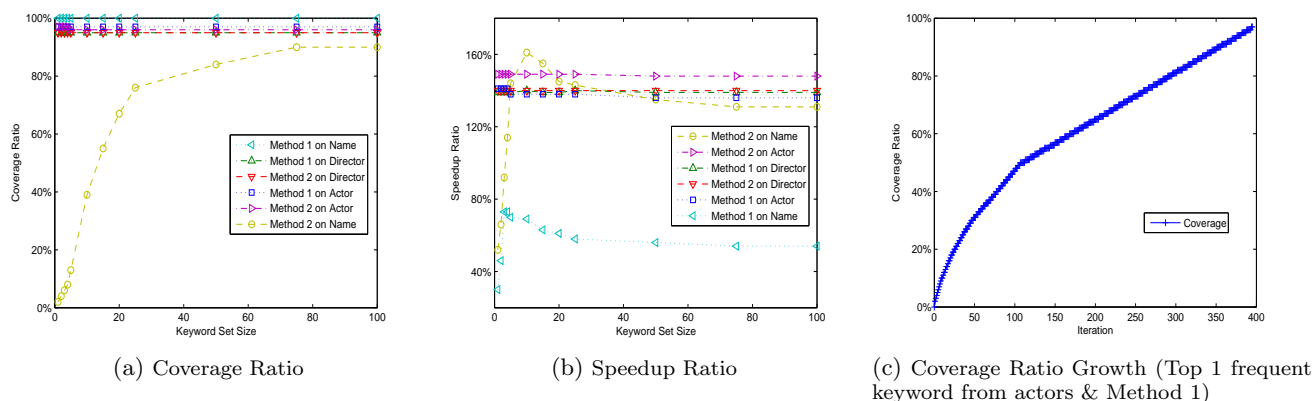 100%
80%
60%
40%
20%
0%
Coverage Ratio
0
20
40
60
80
100
Keyword Set Size
Method 1 on Name
Method 1 on Director
Method 2 on Director
Method 1 on Actor
Method 2 on Actor
Method 2 on Name
(a) Coverage Ratio
160%
120%
80%
40%
Speedup Ratio
0
20
40
60
80
100
Keyword Set Size
Method 2 on Name
Method 2 on Actor
Method 1 on Director
Method 2 on Director
Method 1 on Actor
Method 1 on Name
(b) Speedup Ratio
100%
80%
60%
40%
20%
0%
Coverage Ratio
0
50
100
150
200
250
300
350
400
Iteration
Coverage
(c) Coverage Ratio Growth (Top 1 frequent
keyword from actors & Method 1)